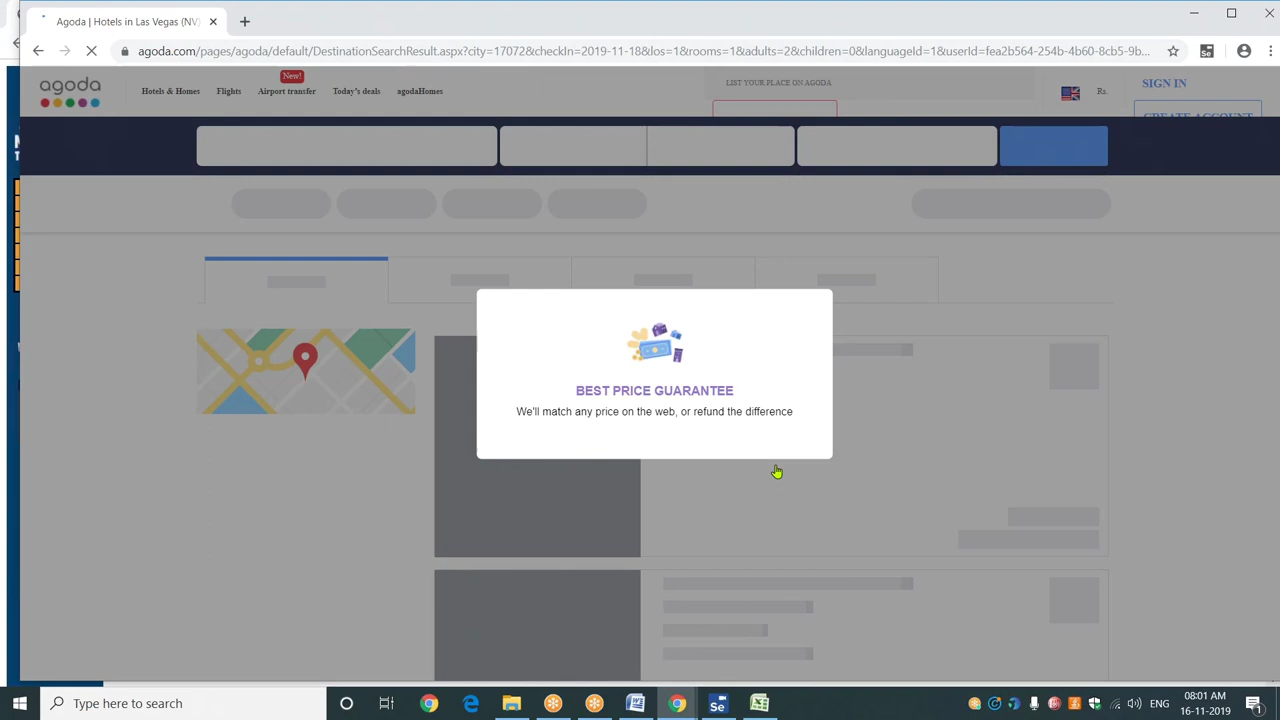 Agoda | Hotels in Las Vegas (NV)
agoda.com/pages/agoda/default/DestinationSearchResult.aspx?city=17072&checkIn=2019-11-18&los=1&rooms=1&adults=2&children=0&languageId=1&userId=fea2b564-254b-4b60-8cb5-9b...
agoda
New!
Hotels & Homes Flights Airport transfer Today's deals agodaHomes
LIST YOUR PLACE ON AGODA
Rs.
SIGN IN
CREATE ACCOUNT
BEST PRICE GUARANTEE
We'll match any price on the web, or refund the difference
Type here to search
ENG
08:01 AM
16-11-2019